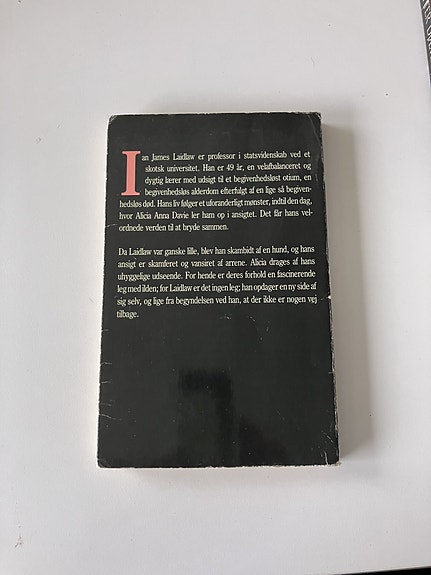 Ian James Laidlaw er professor i statsvidenskab ved et
skotsk universitet. Han er 49 år, en velafbalanceret og
dygtig lærer med udsigt til et begivenhedsløst otium, en
begivenhedsløs alderdom efterfulgt af en lige så begiven-
hedsløs død. Hans liv følger et uforanderligt mønster, indtil den dag,
hvor Alicia Anna Davie ler ham op i ansigtet. Det får hans vel-
ordnede verden til at bryde sammen.
Da Laidlaw var ganske lille, blev han skambidt af en hund, og hans
ansigt er skamferet og vansiret af arrene. Alicia drages af hans
uhyggelige udseende. For hende er deres forhold en fascinerende
leg med ilden; for Laidlaw er det ingen leg; han opdager en ny side af
sig selv, og lige fra begyndelsen ved han, at der ikke er nogen vej
tilbage.